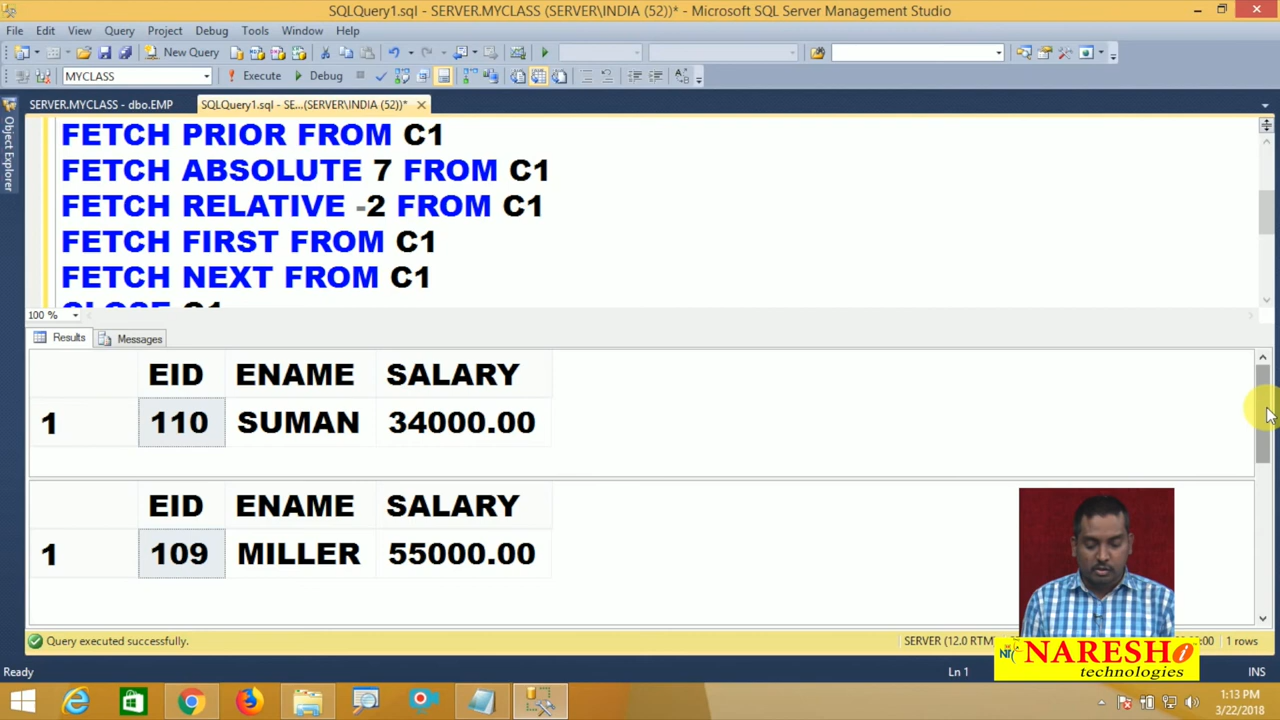 SQLQuery1.sql - SERVER.MYCLASS (SERVER\INDIA (52))* - Microsoft SQL Server Management Studio
File Edit View Query Project Debug Tools Window Help
New Query
MYCLASS Execute Debug
SERVER.MYCLASS - dbo.EMP SQLQuery1.sql - SE...(SERVER\INDIA (52))*
Object Explorer
FETCH PRIOR FROM C1
FETCH ABSOLUTE 7 FROM C1
FETCH RELATIVE -2 FROM C1
FETCH FIRST FROM C1
FETCH NEXT FROM C1
CLOSE C1
100 %
Results Messages
EID ENAME SALARY
1 110 SUMAN 34000.00
EID ENAME SALARY
1 109 MILLER 55000.00
Query executed successfully. SERVER (12.0 RTM) 1 rows
NARESH i
technologies
Ready Ln 1 INS
1:13 PM
3/22/2018